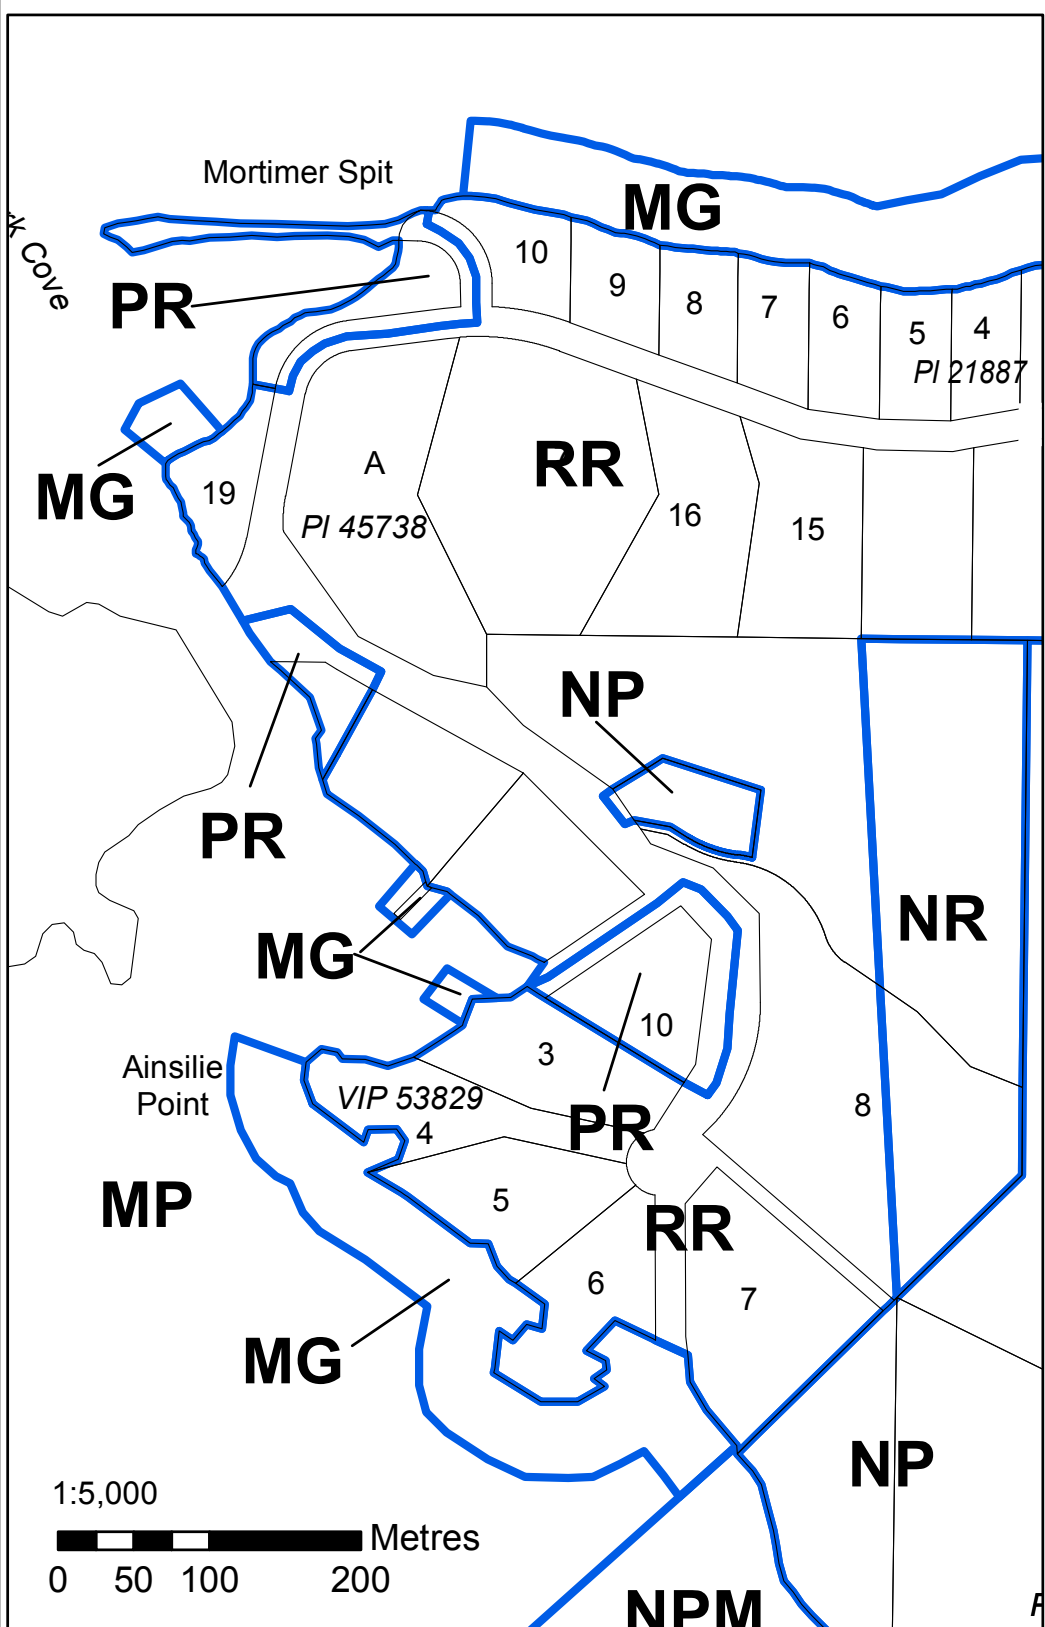 Mortimer Spit
MG
rk Cove
10
PR
9
8
7
6
5
4
Pl 21887
A
RR
MG
19
Pl 45738
16
15
NP
PR
NR
MG
10
3
Ainsilie
Point
VIP 53829
8
4
PR
MP
5
RR
6
7
MG
NP
1:5,000
Metres
0 50 100 200
NPM